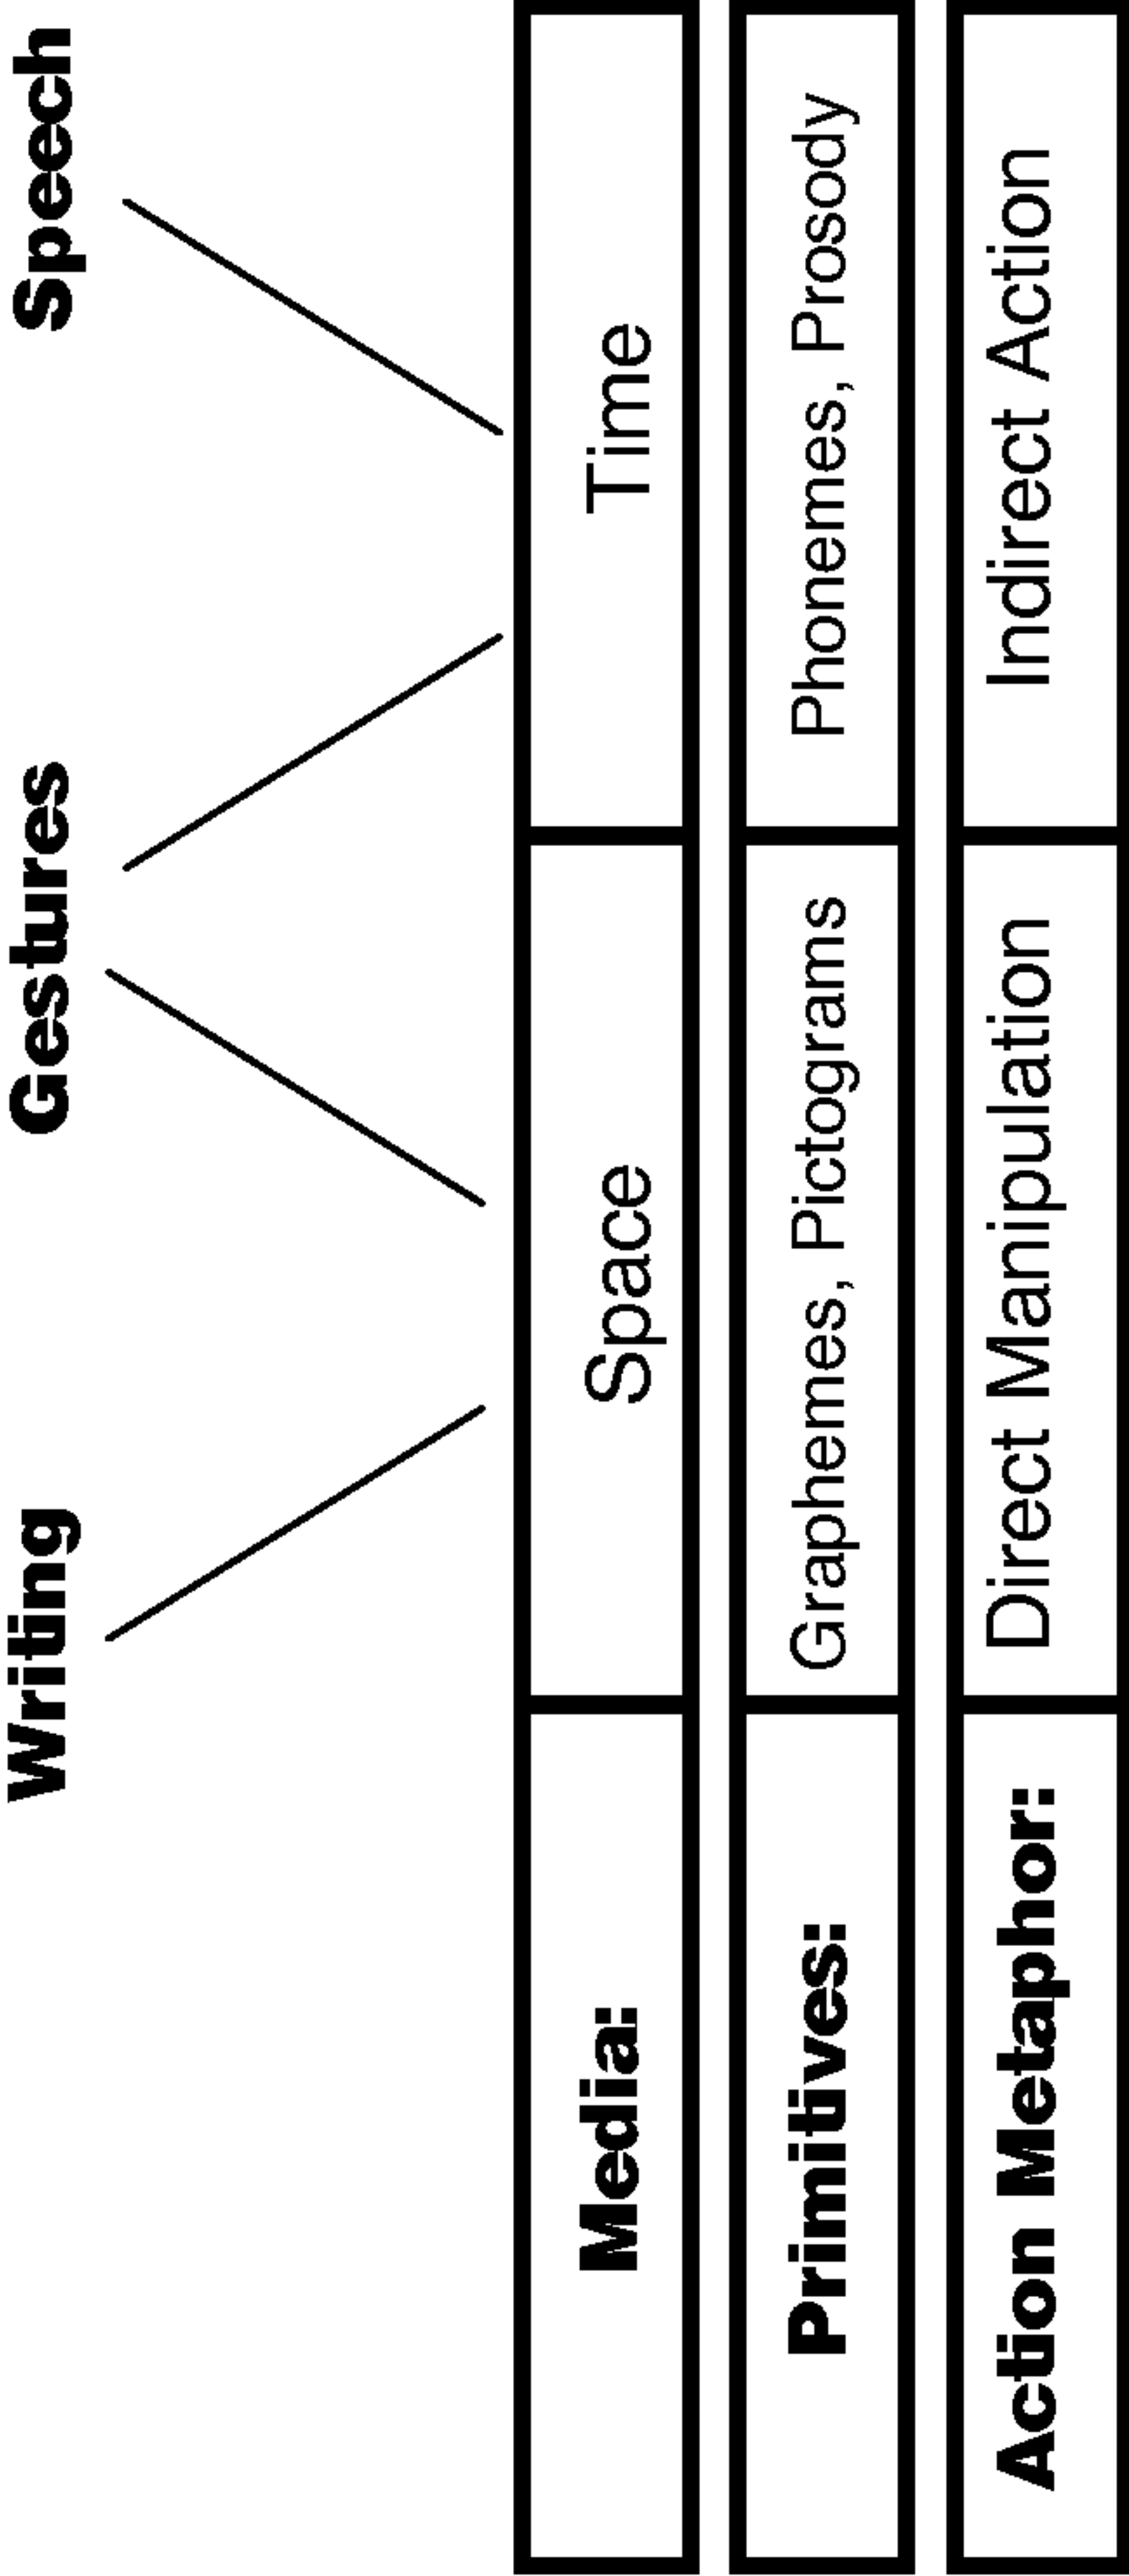 Writing Gestures Speech
Media: Space Time
Primitives: Graphemes, Pictograms Phonemes, Prosody
Action Metaphor: Direct Manipulation Indirect Action